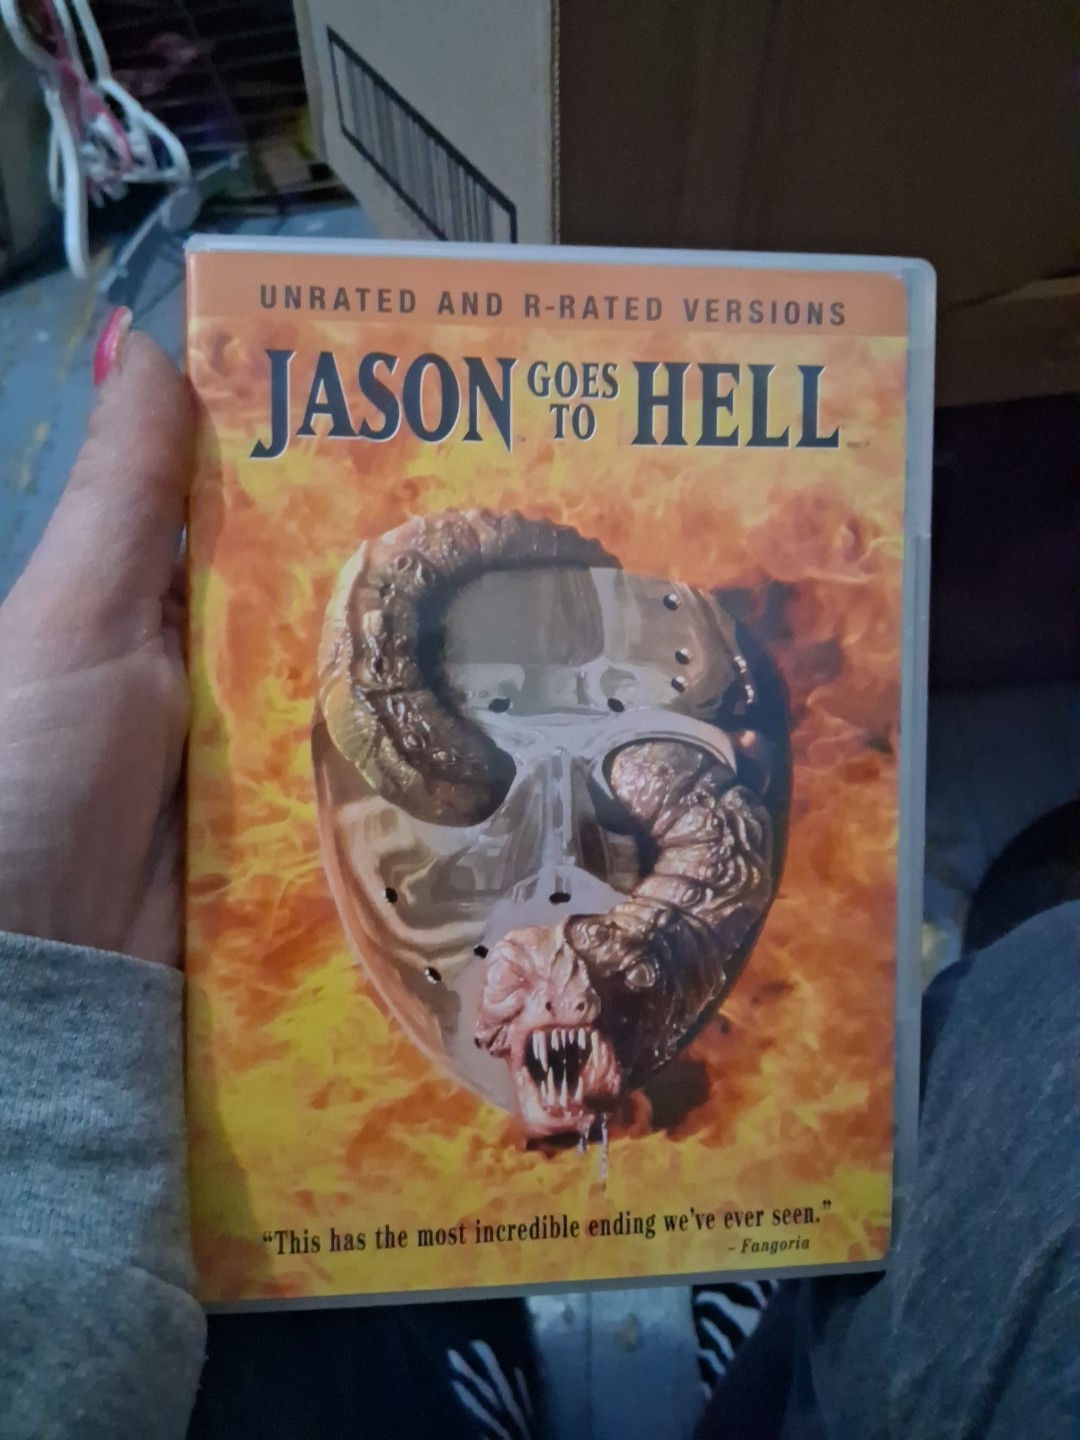 UNRATED AND R-RATED VERSIONS
JASON GOES TO HELL
“This has the most incredible ending we’ve ever seen.”
– Fangoria